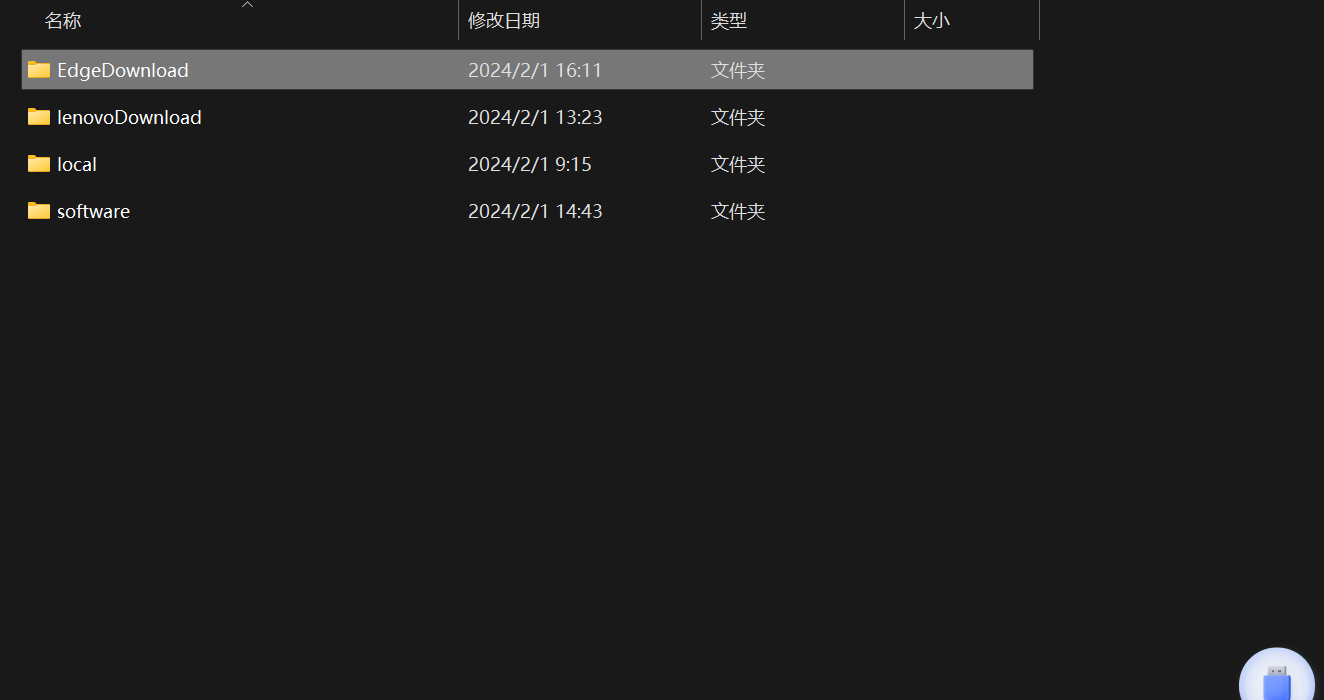 名称 修改日期 类型 大小
EdgeDownload 2024/2/1 16:11 文件夹
lenovoDownload 2024/2/1 13:23 文件夹
local 2024/2/1 9:15 文件夹
software 2024/2/1 14:43 文件夹